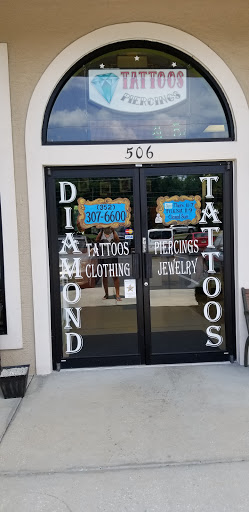 TATTOOS
PIERCINGS
506
DIAMOND
TATTOOS
(352)
307-6600
TATTOOS
CLOTHING
PIERCINGS
JEWELRY